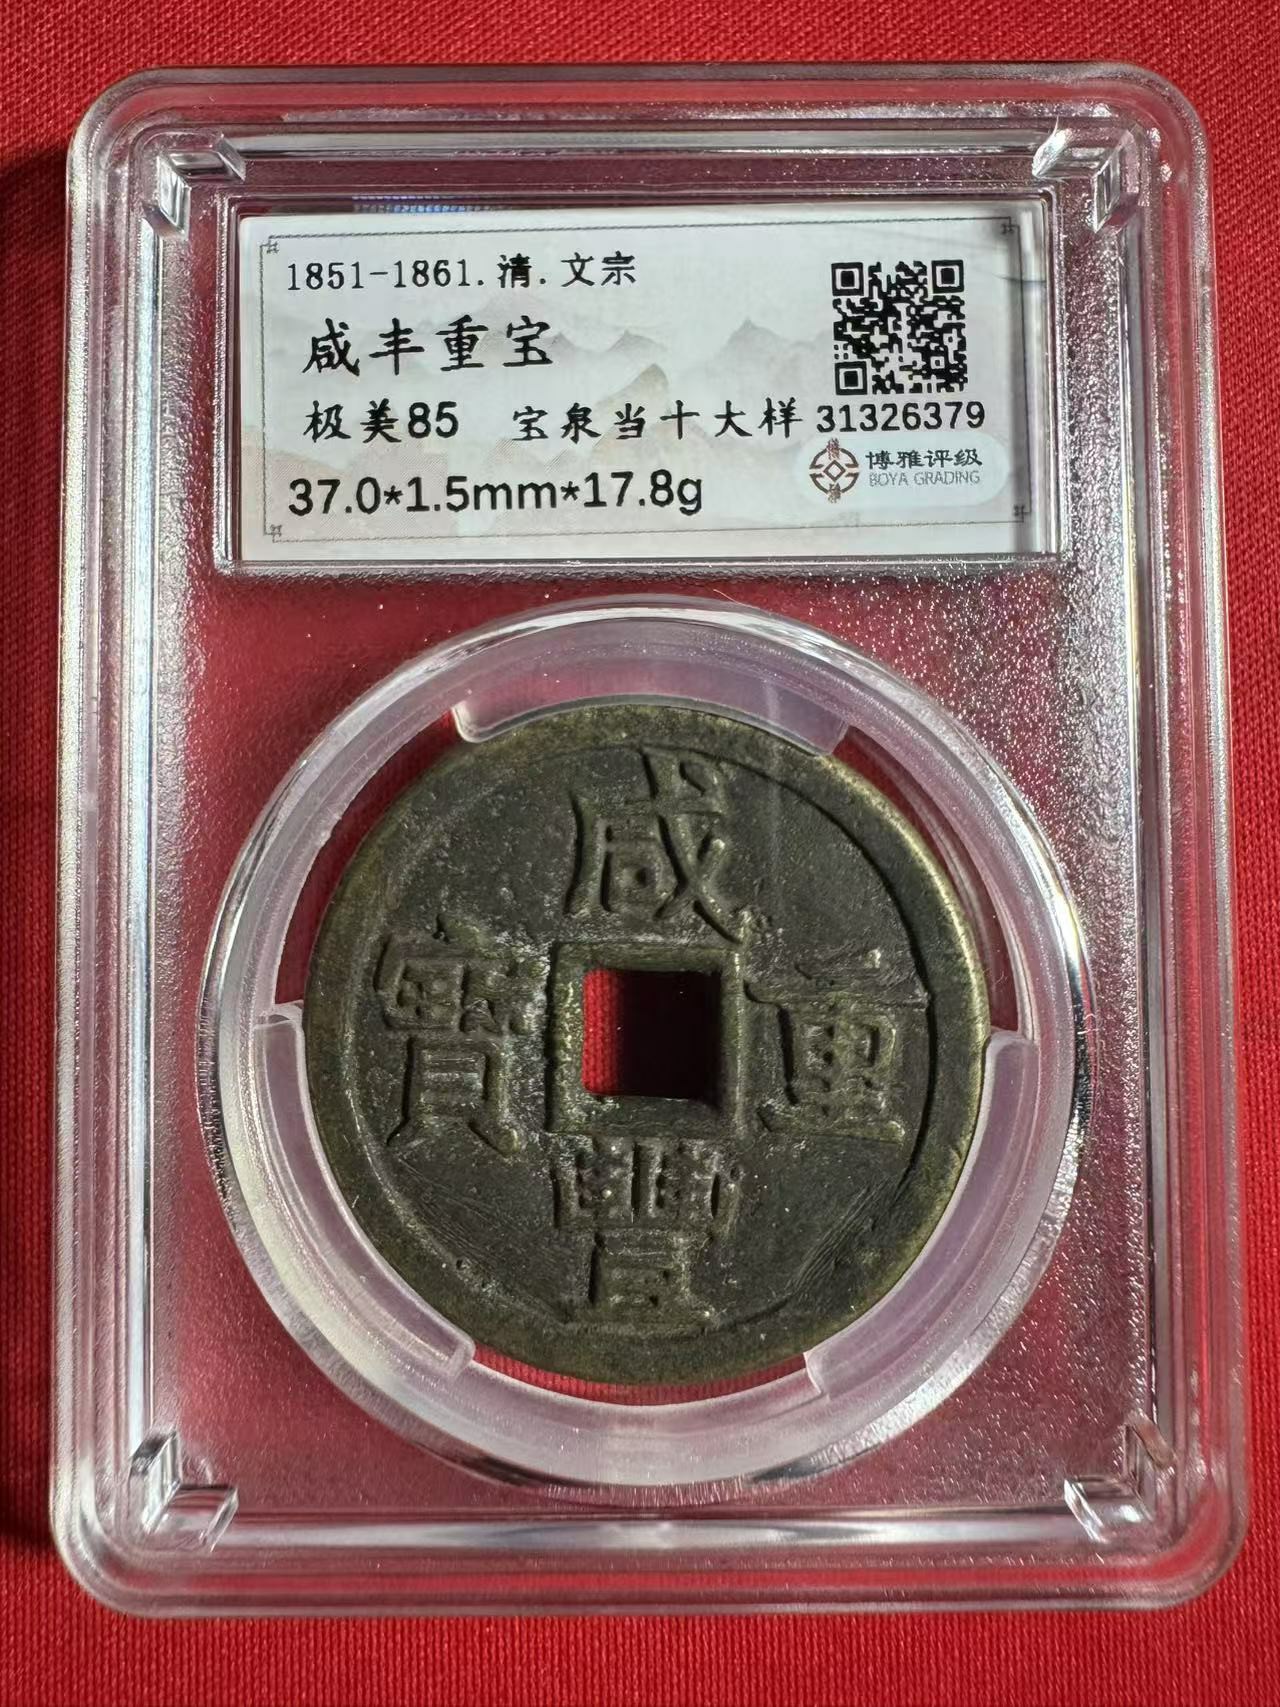 1851-1861.清.文宗
咸丰重宝
极美85 宝泉当十大样 31326379
37.0*1.5mm*17.8g
博雅评级
BOYA GRADING
咸
寶 重
豐